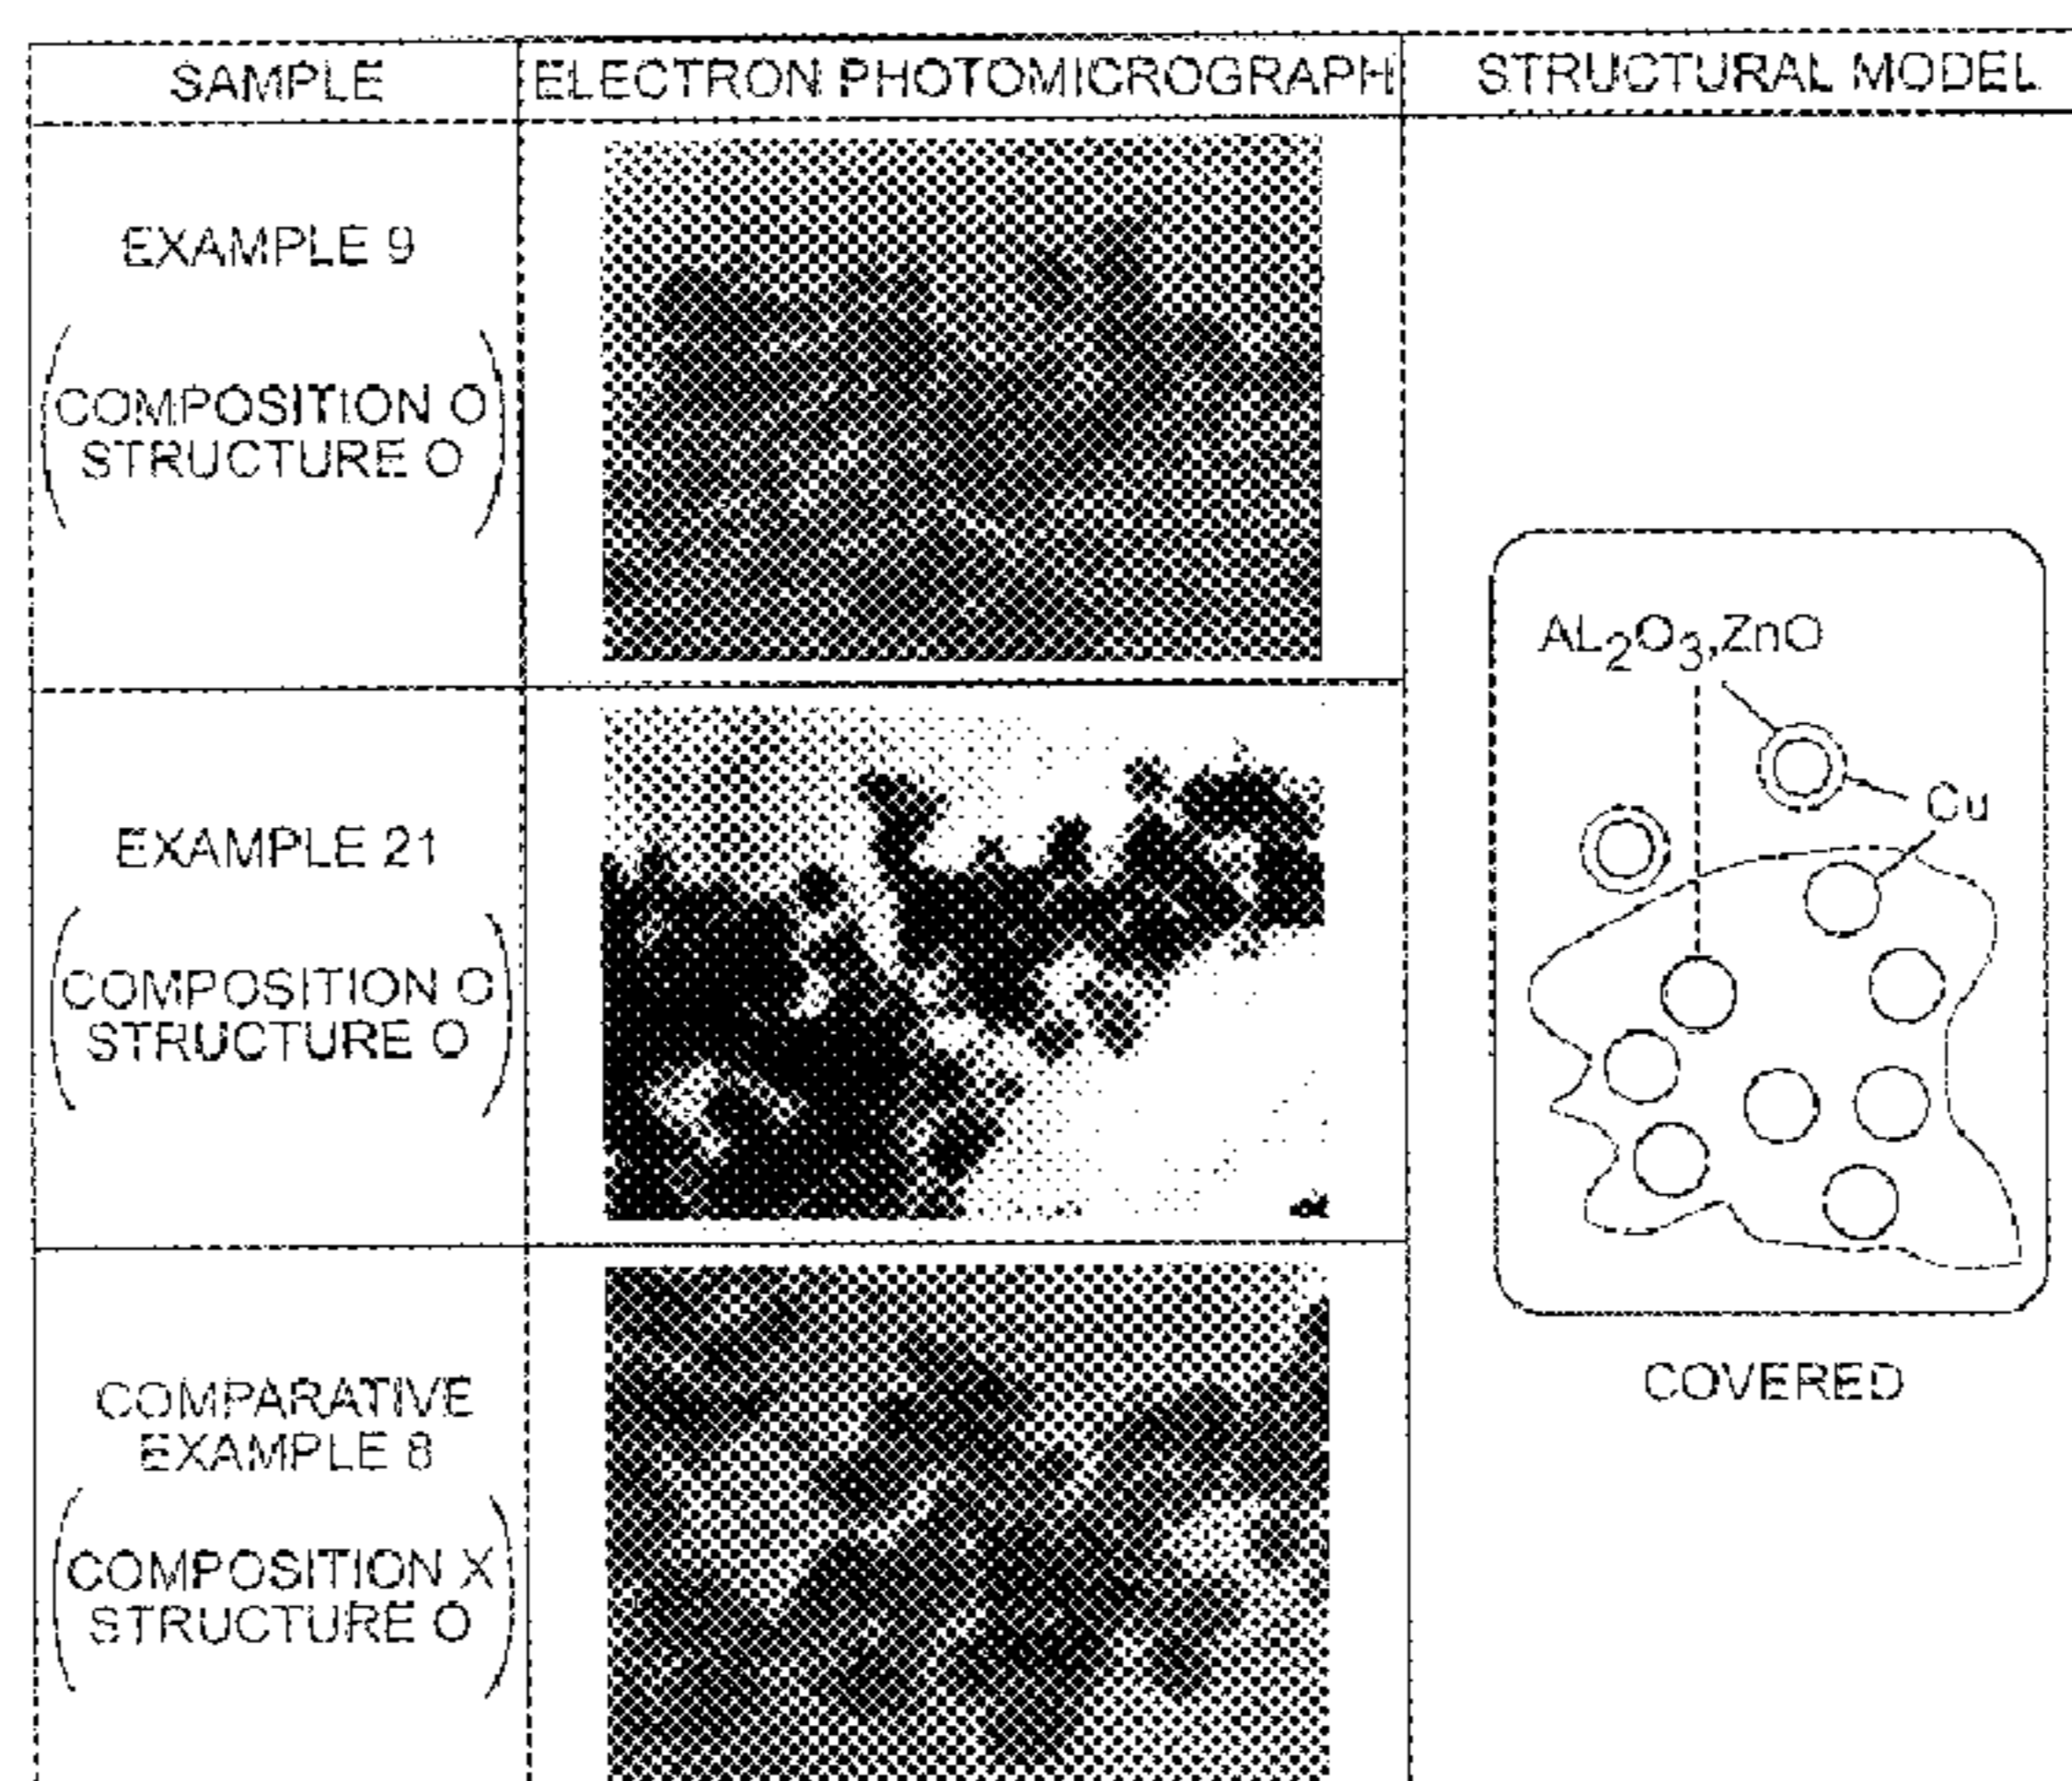 SAMPLE
ELECTRON PHOTOMICROGRAPH
STRUCTURAL MODEL
EXAMPLE 9
COMPOSITION O
STRUCTURE O
EXAMPLE 21
COMPOSITION O
STRUCTURE O
COMPARATIVE
EXAMPLE 8
COMPOSITION X
STRUCTURE O
AL2O3,ZnO
Cu
COVERED